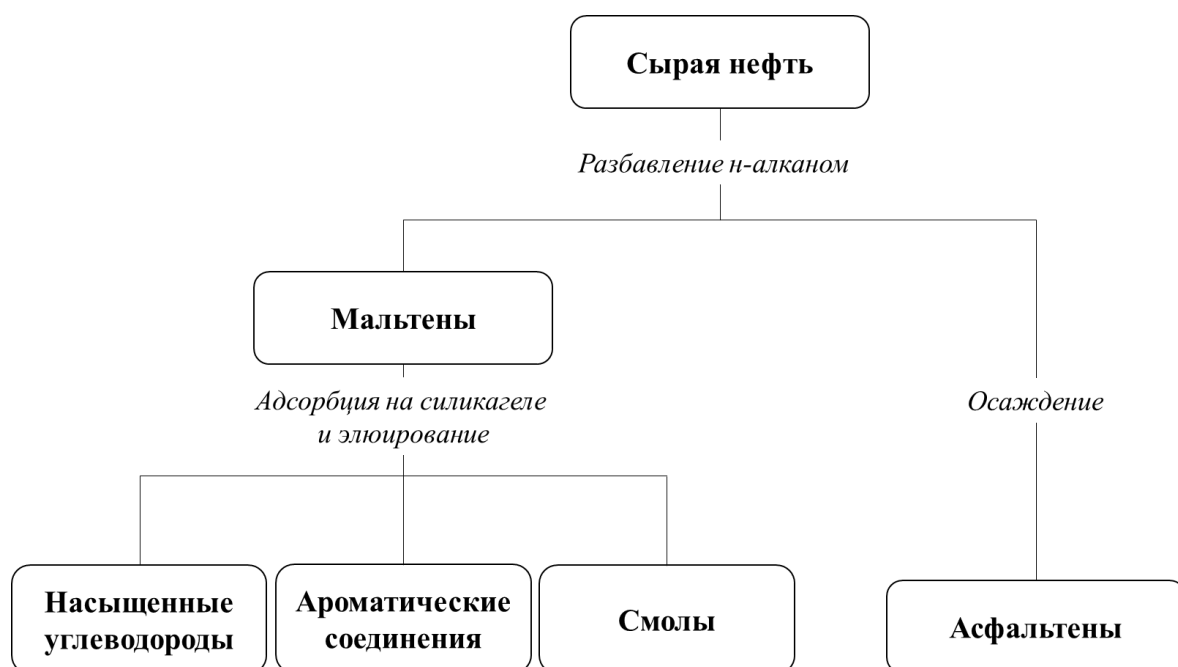 Сырая нефть
Разбавление н-алканом
Мальтены
Адсорбция на силикагеле
и элюирование
Осаждение
Насыщенные
углеводороды
Ароматические
соединения
Смолы
Асфальтены